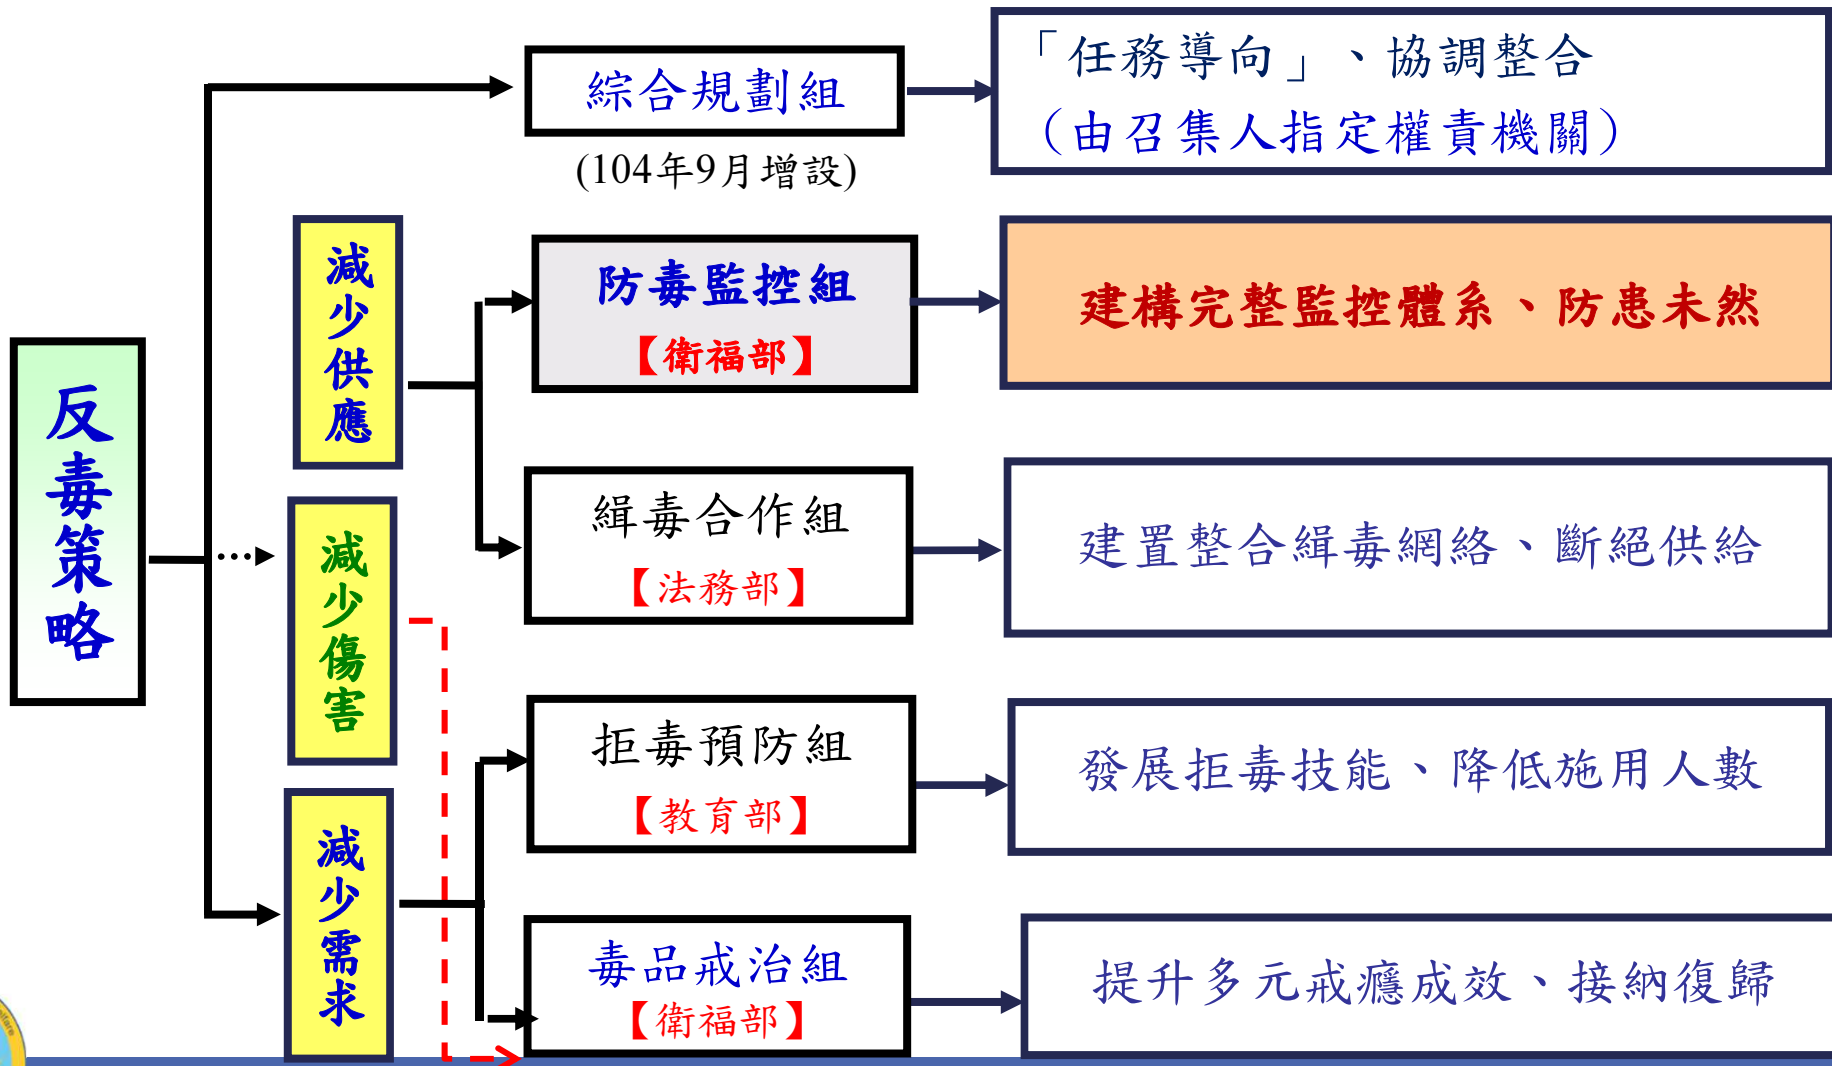 綜合規劃組
(104年9月增設)
「任務導向」、協調整合
(由召集人指定權責機關)
反毒策略
減少供應
防毒監控組
【衛福部】
建構完整監控體系、防患未然
緝毒合作組
【法務部】
建置整合緝毒網絡、斷絕供給
減少傷害
減少需求
拒毒預防組
【教育部】
發展拒毒技能、降低施用人數
毒品戒治組
【衛福部】
提升多元戒癮成效、接納復歸